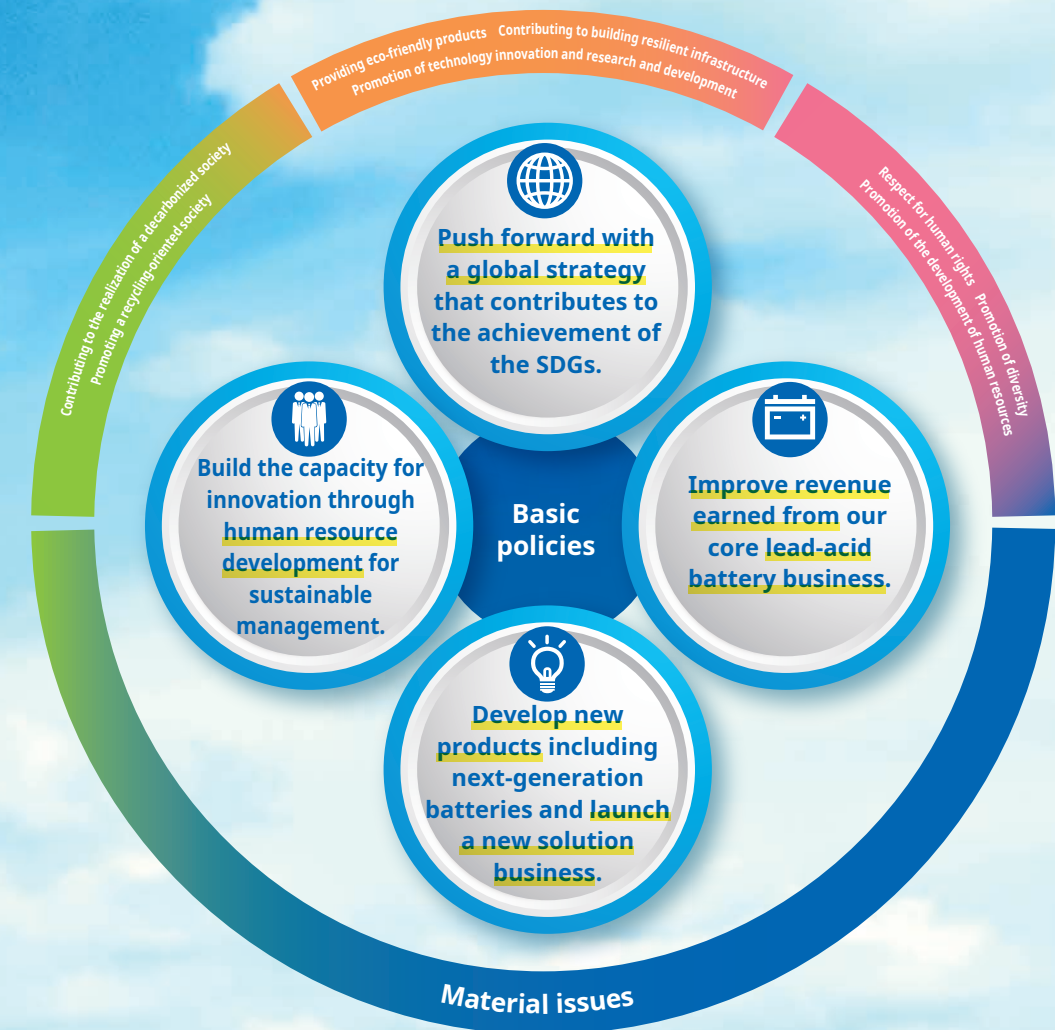 Providing eco-friendly products Contributing to building resilient infrastructure
Promotion of technology innovation and research and development
Contributing to the realization of a decarbonized society
Promoting a recycling-oriented society
Respect for human rights Promotion of diversity
Promotion of the development of human resources
Push forward with
a global strategy
that contributes to
the achievement of
the SDGs.
Build the capacity for
innovation through
human resource
development for
sustainable
management.
Basic
policies
Improve revenue
earned from our
core lead-acid
battery business.
Develop new
products including
next-generation
batteries and launch
a new solution
business.
Material issues